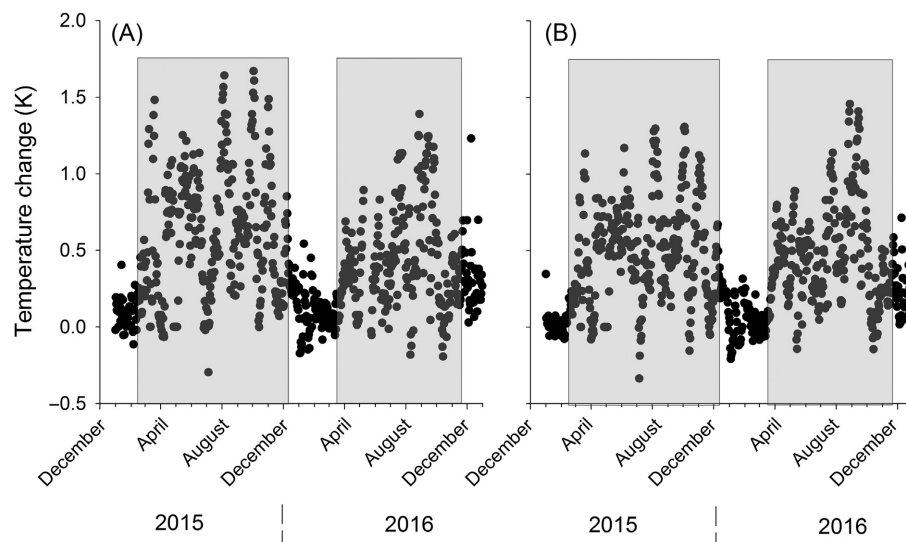 (A)
(B)
Temperature change (K)
2.0
1.5
1.0
0.5
0.0
–0.5
December
April
August
December
April
August
December
December
April
August
December
April
August
December
2015
2016
2015
2016